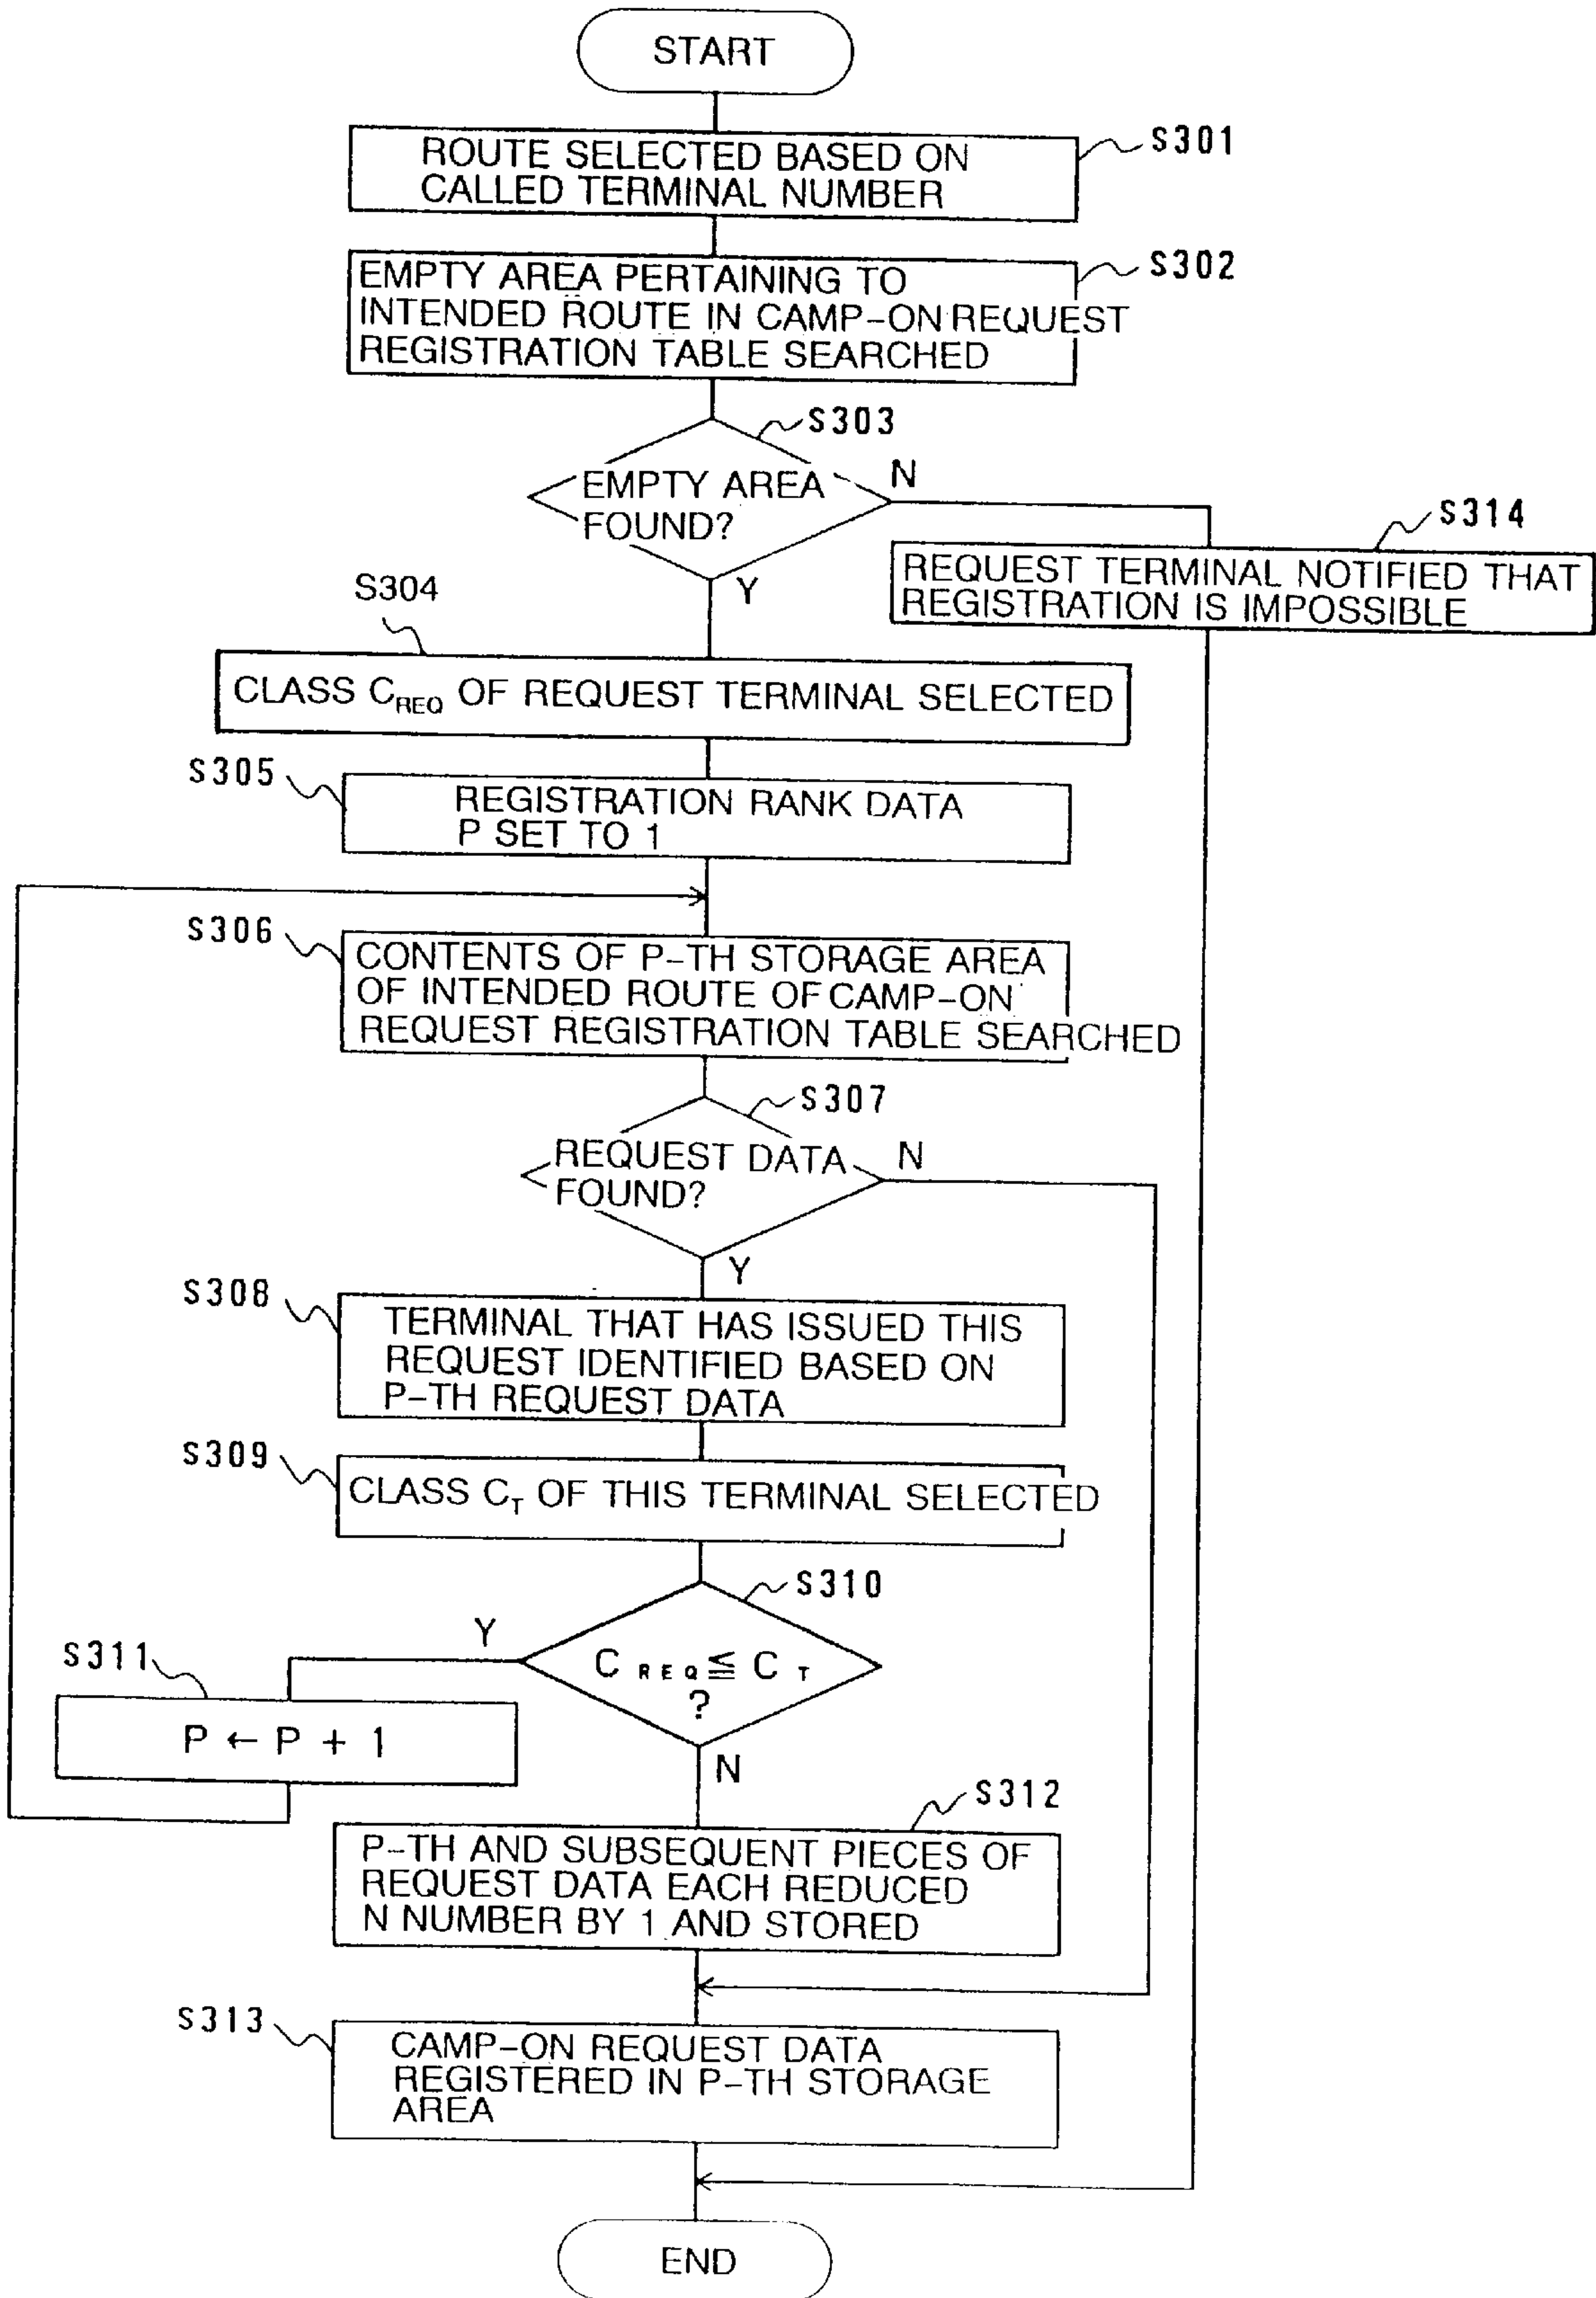 START
S301
ROUTE SELECTED BASED ON
CALLED TERMINAL NUMBER
S302
EMPTY AREA PERTAINING TO
INTENDED ROUTE IN CAMP-ON REQUEST
REGISTRATION TABLE SEARCHED
S303
EMPTY AREA
FOUND?
N
Y
S314
REQUEST TERMINAL NOTIFIED THAT
REGISTRATION IS IMPOSSIBLE
S304
CLASS C_REQ OF REQUEST TERMINAL SELECTED
S305
REGISTRATION RANK DATA
P SET TO 1
S306
CONTENTS OF P-TH STORAGE AREA
OF INTENDED ROUTE OF CAMP-ON
REQUEST REGISTRATION TABLE SEARCHED
S307
REQUEST DATA
FOUND?
N
Y
S308
TERMINAL THAT HAS ISSUED THIS
REQUEST IDENTIFIED BASED ON
P-TH REQUEST DATA
S309
CLASS C_T OF THIS TERMINAL SELECTED
S310
C_REQ ≦ C_T
?
Y
N
S311
P ← P + 1
S312
P-TH AND SUBSEQUENT PIECES OF
REQUEST DATA EACH REDUCED
N NUMBER BY 1 AND STORED
S313
CAMP-ON REQUEST DATA
REGISTERED IN P-TH STORAGE
AREA
END